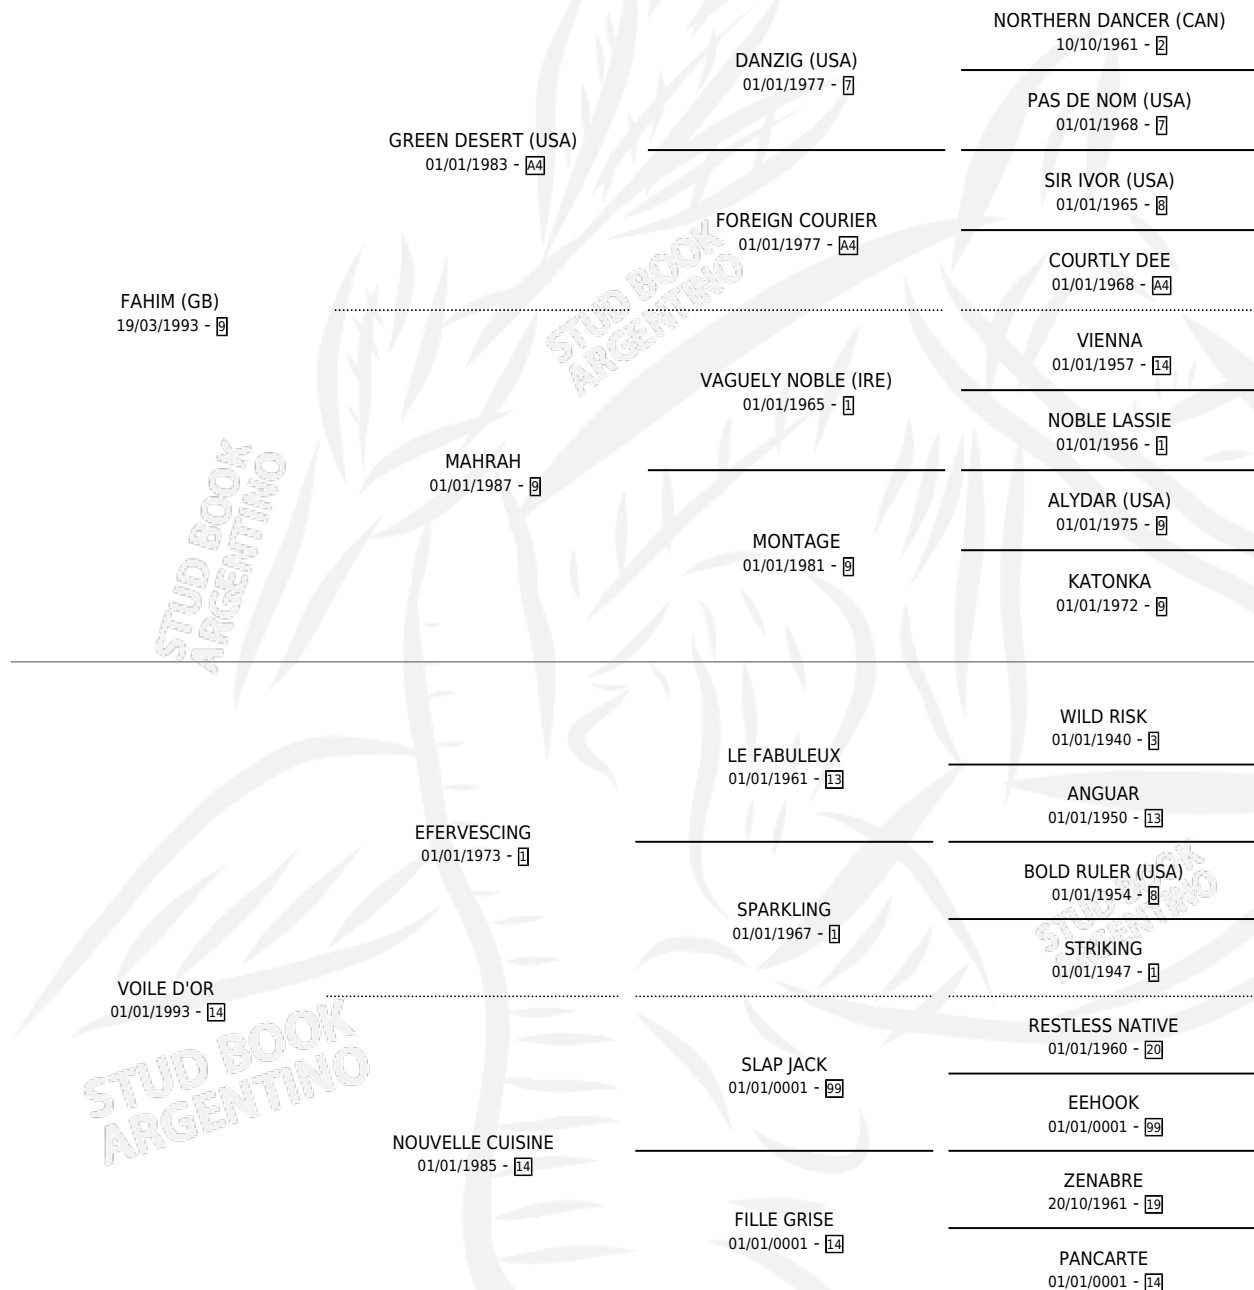 NORTHERN DANCER (CAN)
10/10/1961 - 2
DANZIG (USA)
01/01/1977 - 7
PAS DE NOM (USA)
01/01/1968 - 7
GREEN DESERT (USA)
01/01/1983 - A4
SIR IVOR (USA)
01/01/1965 - 8
FOREIGN COURIER
01/01/1977 - A4
COURTLY DEE
01/01/1968 - A4
FAHIM (GB)
19/03/1993 - 9
VIENNA
01/01/1957 - 14
VAGUELY NOBLE (IRE)
01/01/1965 - 1
NOBLE LASSIE
01/01/1956 - 1
MAHRAH
01/01/1987 - 9
ALYDAR (USA)
01/01/1975 - 9
MONTAGE
01/01/1981 - 9
KATONKA
01/01/1972 - 9
STUD BOOK
ARGENTINO
STUD BOOK
ARGENTINO
WILD RISK
01/01/1940 - 3
LE FABULEUX
01/01/1961 - 13
ANGUAR
01/01/1950 - 13
EFERVESCING
01/01/1973 - 1
BOLD RULER (USA)
01/01/1954 - 8
SPARKLING
01/01/1967 - 1
STRIKING
01/01/1947 - 1
VOILE D'OR
01/01/1993 - 14
RESTLESS NATIVE
01/01/1960 - 20
SLAP JACK
01/01/0001 - 99
EEHOOK
01/01/0001 - 99
NOUVELLE CUISINE
01/01/1985 - 14
ZENABRE
20/10/1961 - 19
FILLE GRISE
01/01/0001 - 14
PANCARTE
01/01/0001 - 14
STUD BOOK
ARGENTINO
STUD BOOK
ARGENTINO